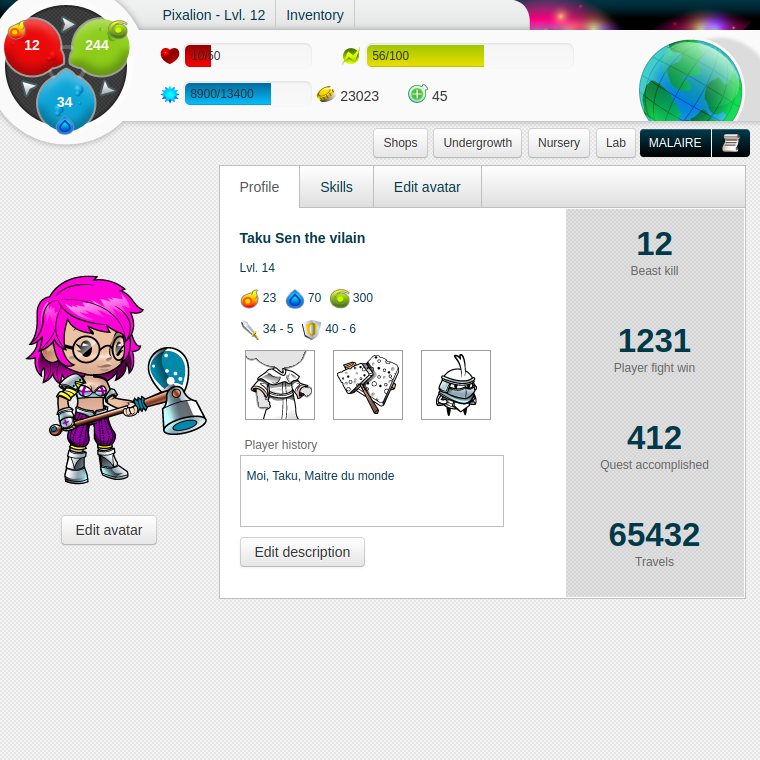 Pixalion - Lvl. 12
Inventory
12
244
34
10/50
56/100
8900/13400
23023
45
Shops
Undergrowth
Nursery
Lab
MALAIRE
Profile
Skills
Edit avatar
Taku Sen the vilain
Lvl. 14
23
70
300
34 - 5
40 - 6
Player history
Moi, Taku, Maitre du monde
Edit description
Edit avatar
12
Beast kill
1231
Player fight win
412
Quest accomplished
65432
Travels